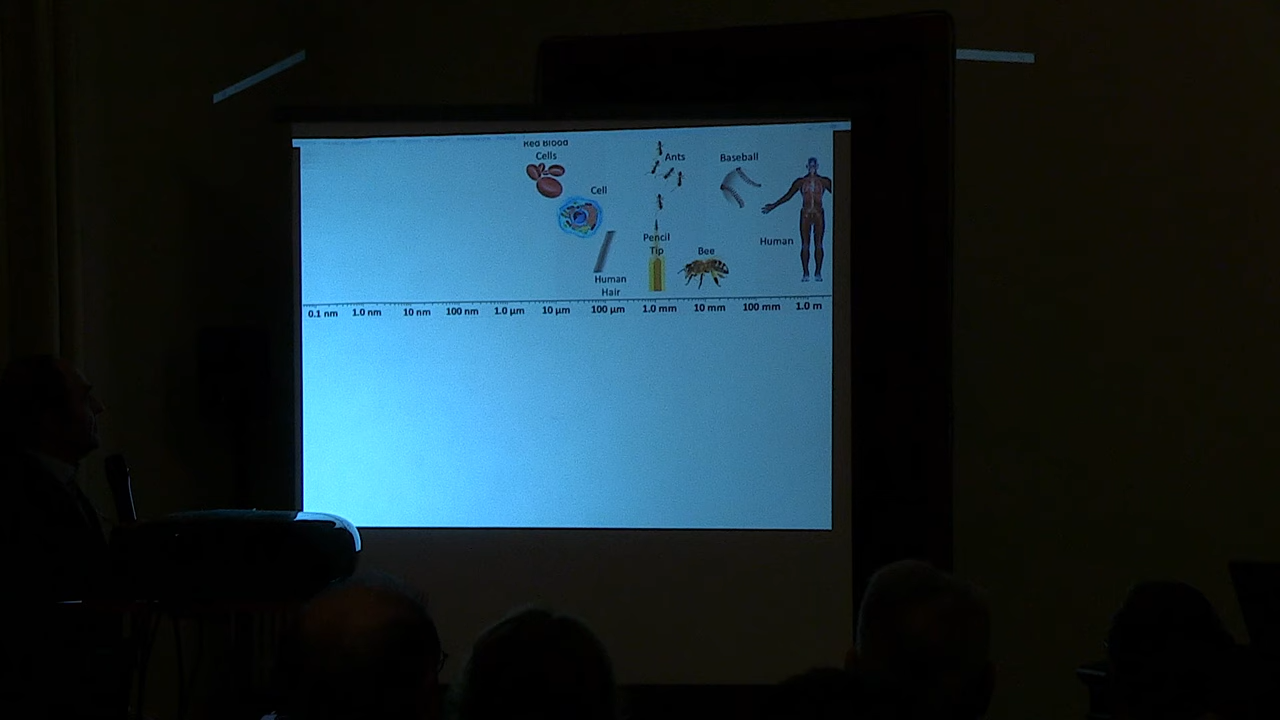 Red Blood
Cells
Ants
Baseball
Cell
Pencil
Tip
Bee
Human
Human
Hair
0.1 nm 1.0 nm 10 nm 100 nm 1.0 µm 10 µm 100 µm 1.0 mm 10 mm 100 mm 1.0 m